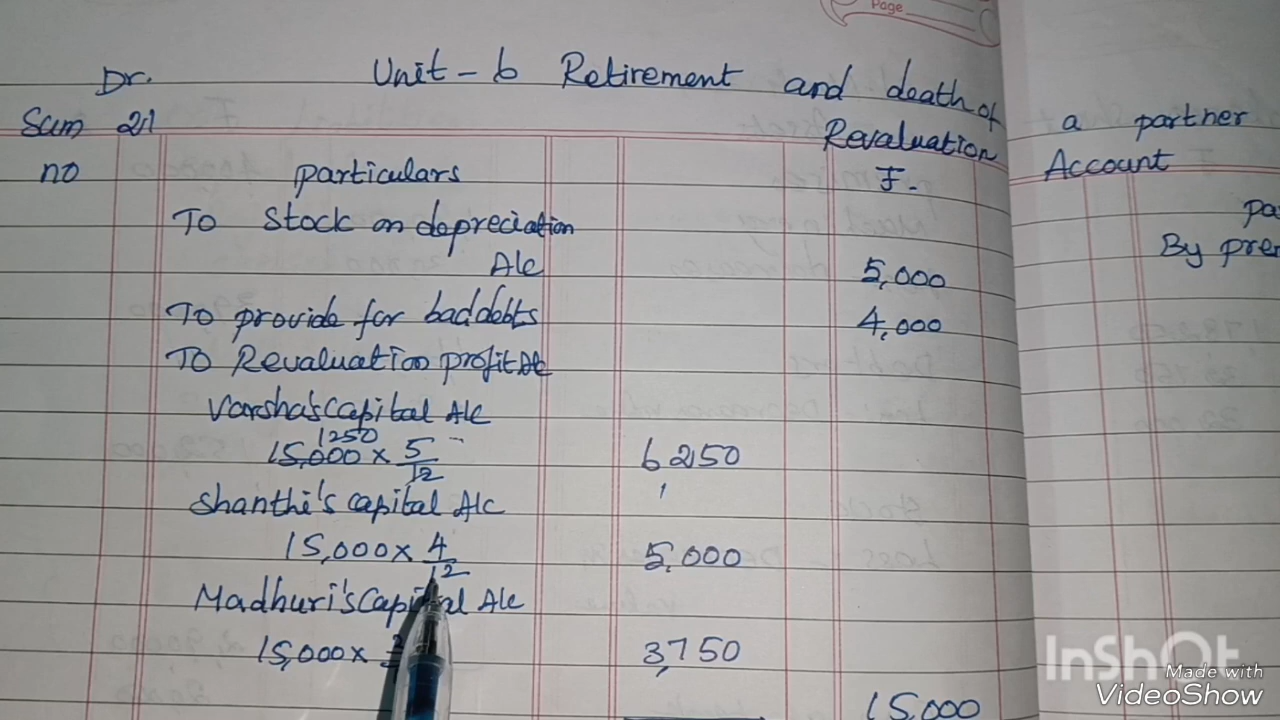 Page
Unit - 6 Retirement and death of a partner
Dr.
Sum 21
no
Revaluation Account
particulars ₹.
To Stock on depreciation
A/c 5,000
By prem
To provide for bad debts 4,000
To Revaluation profit A/c
Varsha's Capital A/c
1250
15,000 × 5/12 6,250
Shanthi's capital A/c
15,000 × 4/12 5,000
Madhuri's Capital A/c
15,000 × 3,750
15,000
InShOt
Made with
VideoShow